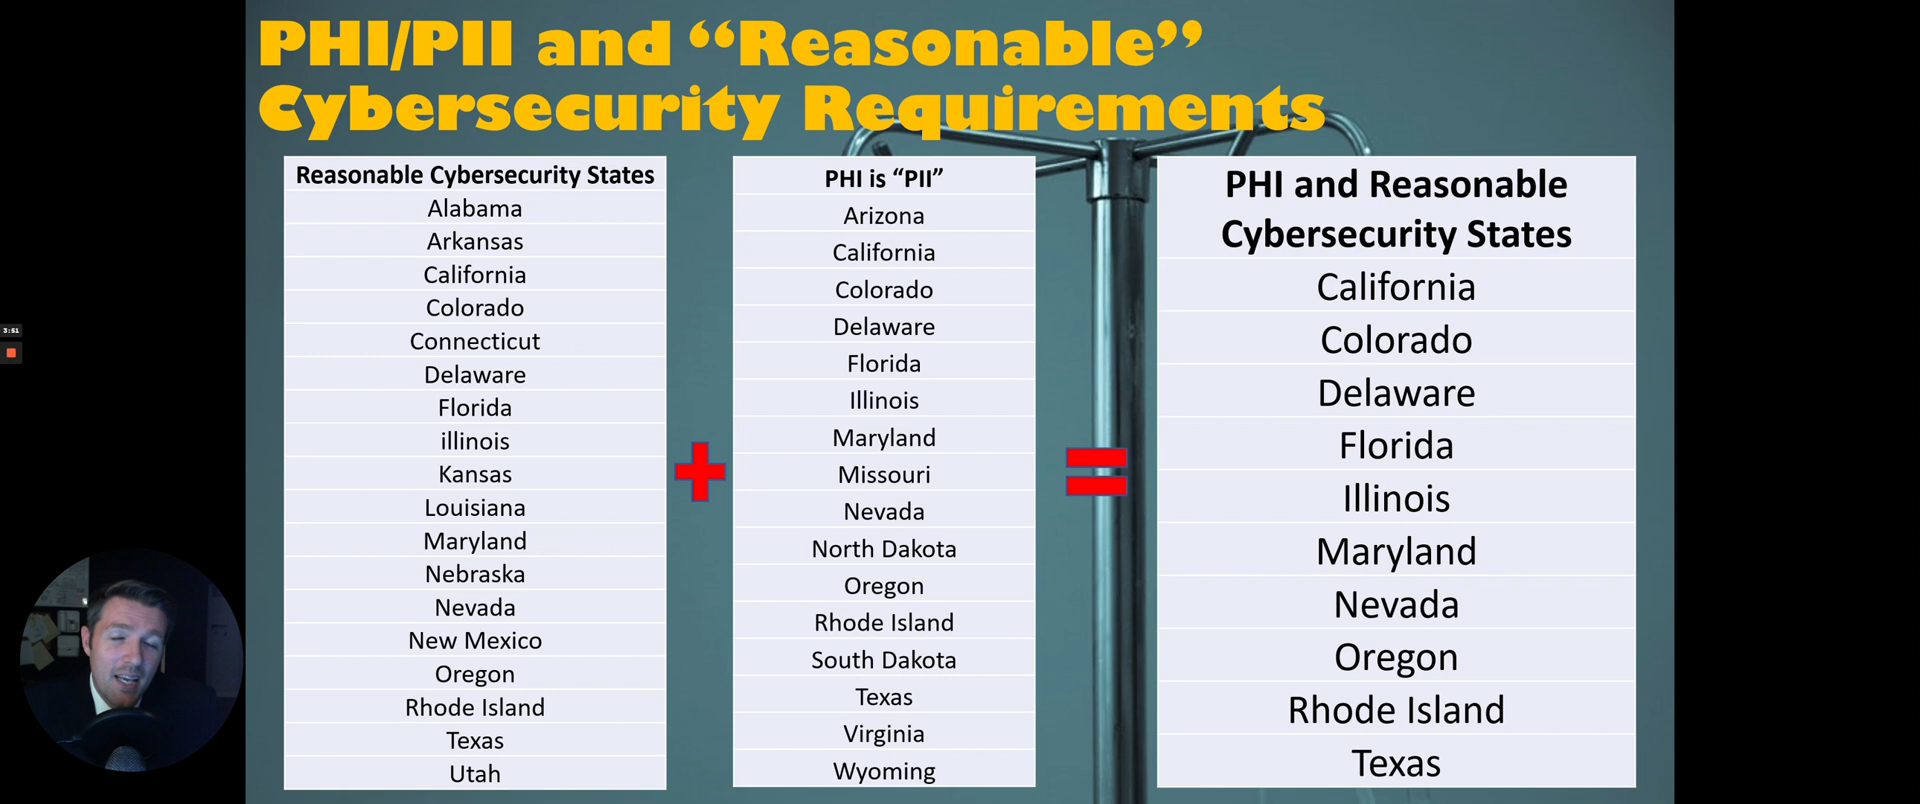 PHI/PII and “Reasonable”
Cybersecurity Requirements
Reasonable Cybersecurity States
Alabama
Arkansas
California
Colorado
Connecticut
Delaware
Florida
illinois
Kansas
Louisiana
Maryland
Nebraska
Nevada
New Mexico
Oregon
Rhode Island
Texas
Utah
PHI is “PII”
Arizona
California
Colorado
Delaware
Florida
Illinois
Maryland
Missouri
Nevada
North Dakota
Oregon
Rhode Island
South Dakota
Texas
Virginia
Wyoming
PHI and Reasonable
Cybersecurity States
California
Colorado
Delaware
Florida
Illinois
Maryland
Nevada
Oregon
Rhode Island
Texas
3:51